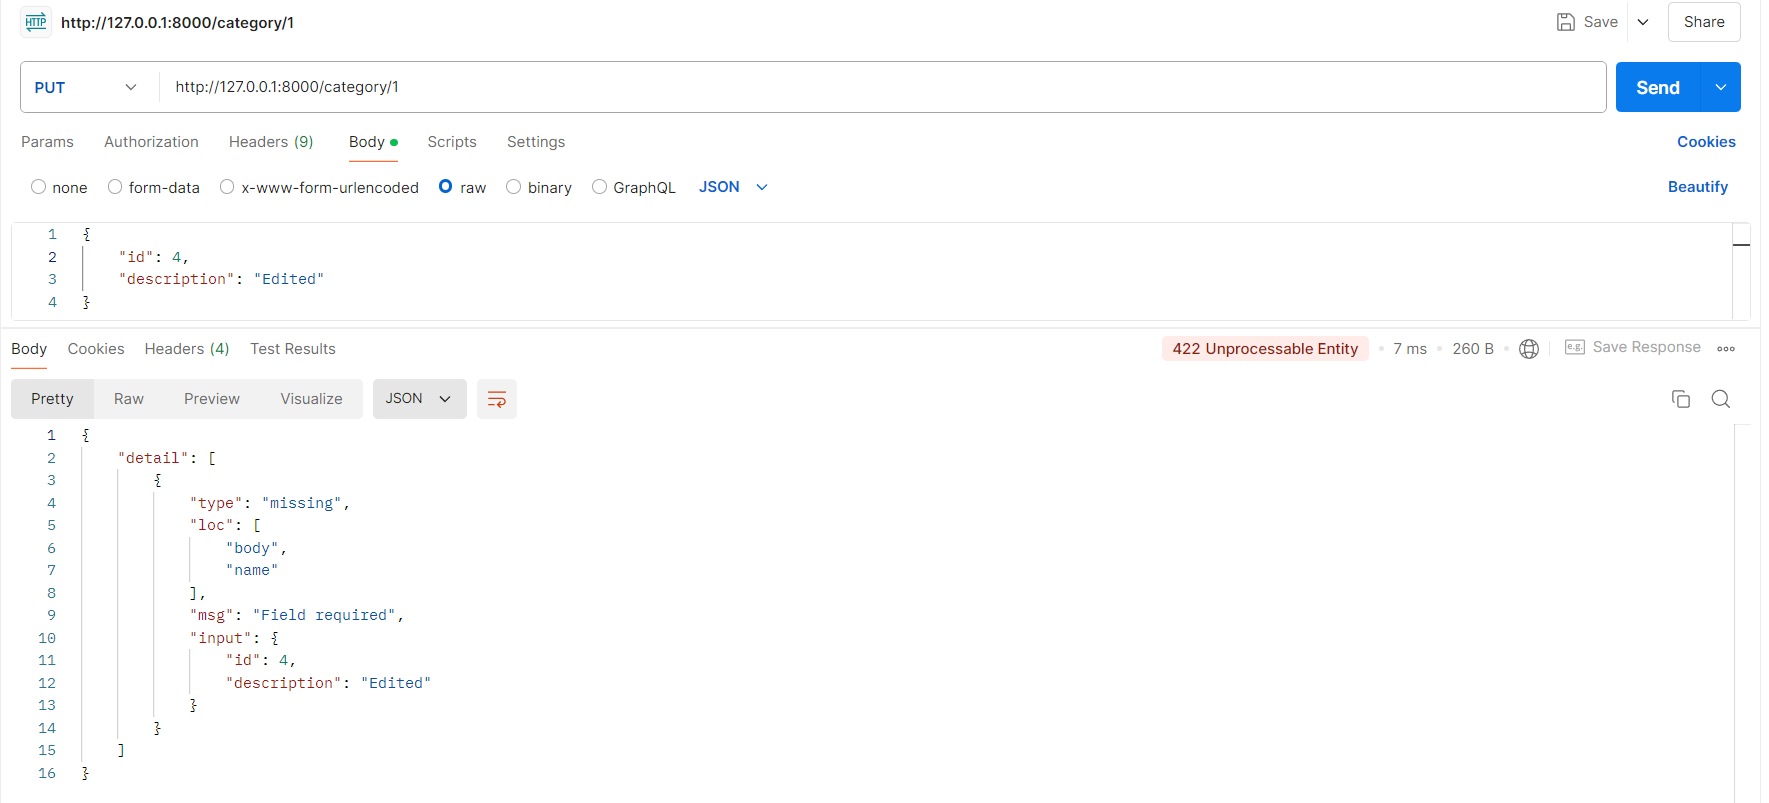 HTTP http://127.0.0.1:8000/category/1 Save Share
PUT http://127.0.0.1:8000/category/1 Send
Params Authorization Headers (9) Body Scripts Settings Cookies
none form-data x-www-form-urlencoded raw binary GraphQL JSON Beautify
1 {
2 "id": 4,
3 "description": "Edited"
4 }
Body Cookies Headers (4) Test Results 422 Unprocessable Entity 7 ms 260 B e.g. Save Response
Pretty Raw Preview Visualize JSON
1 {
2 "detail": [
3 {
4 "type": "missing",
5 "loc": [
6 "body",
7 "name"
8 ],
9 "msg": "Field required",
10 "input": {
11 "id": 4,
12 "description": "Edited"
13 }
14 }
15 ]
16 }